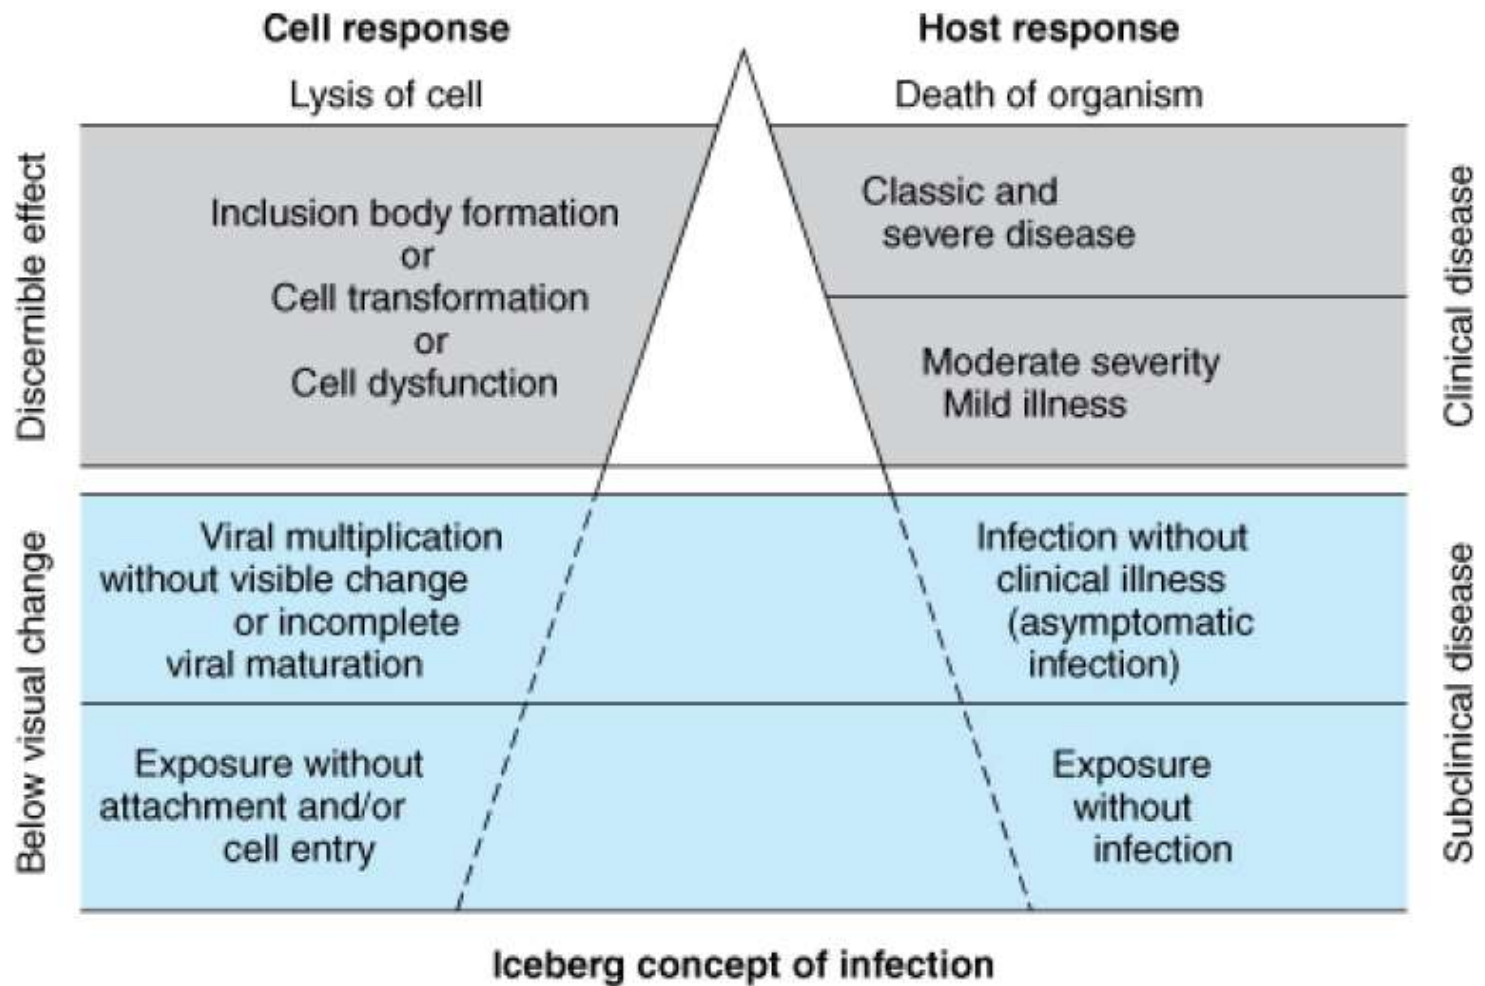 Cell response
Lysis of cell
Discernible effect
Inclusion body formation
or
Cell transformation
or
Cell dysfunction
Below visual change
Viral multiplication
without visible change
or incomplete
viral maturation
Exposure without
attachment and/or
cell entry
Host response
Death of organism
Classic and
severe disease
Moderate severity
Mild illness
Clinical disease
Infection without
clinical illness
(asymptomatic
infection)
Exposure
without
infection
Subclinical disease
Iceberg concept of infection